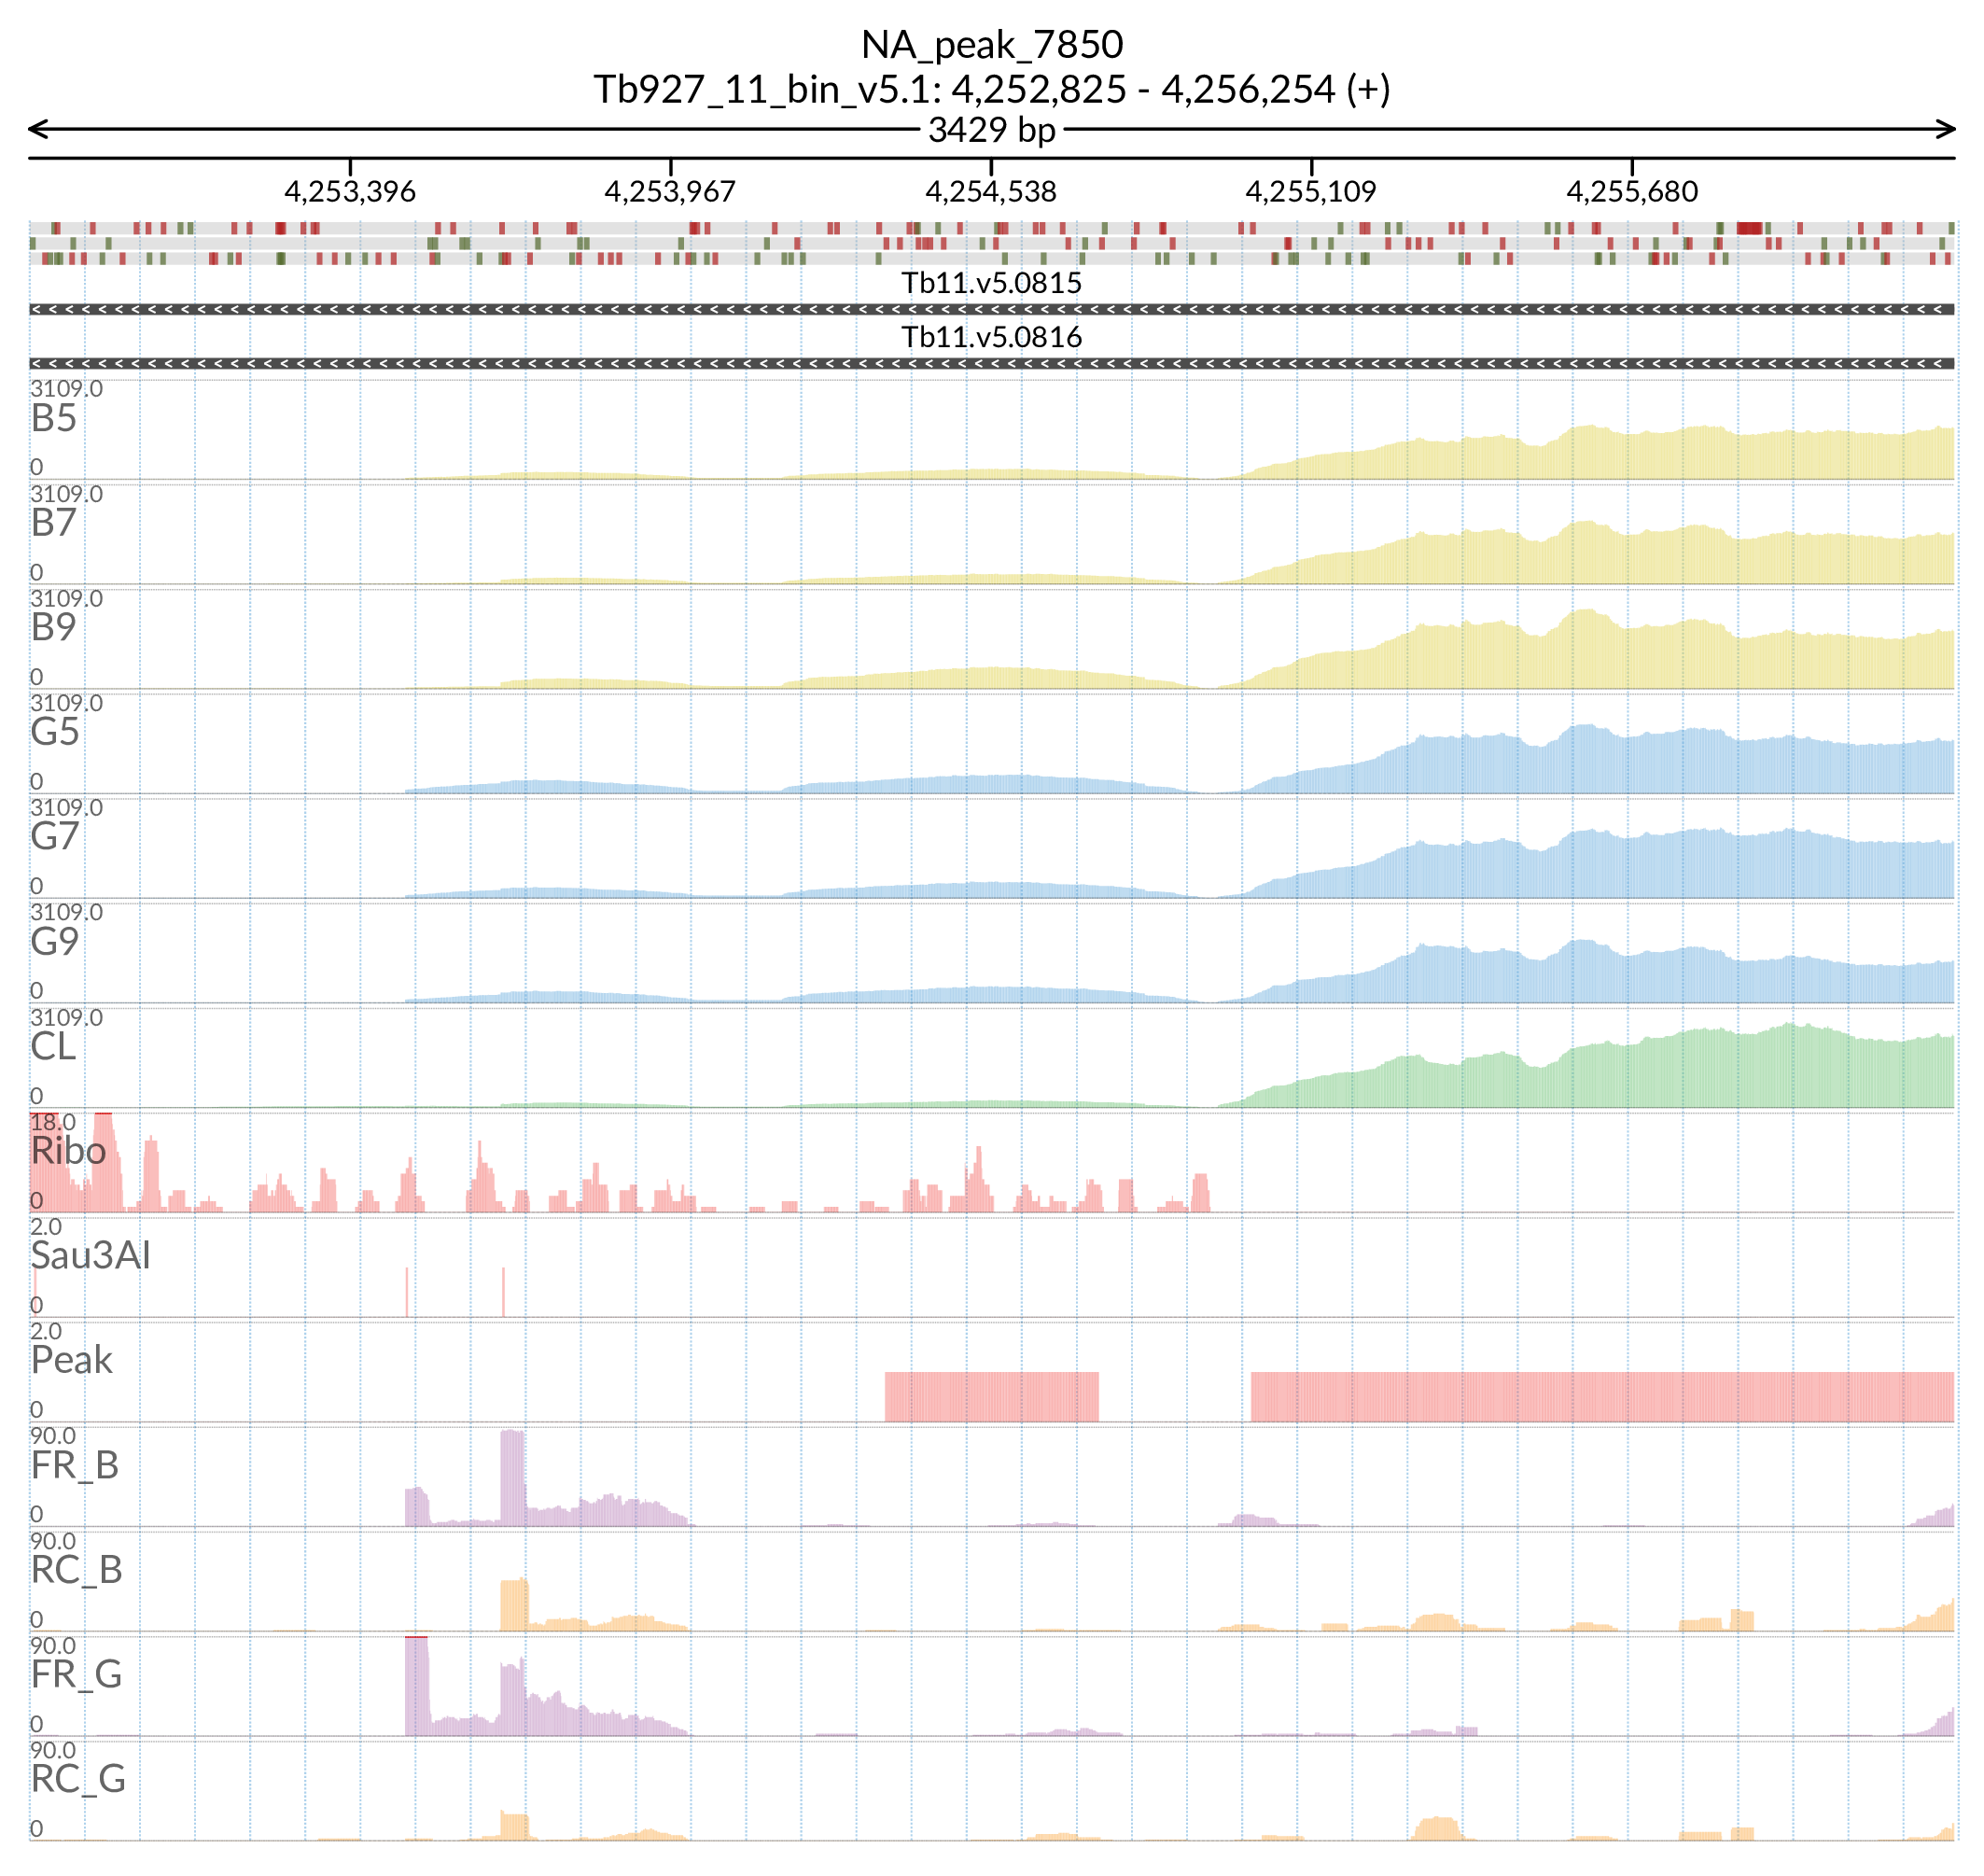 NA_peak_7850
Tb927_11_bin_v5.1: 4,252,825 - 4,256,254 (+)
3429 bp
4,253,396 4,253,967 4,254,538 4,255,109 4,255,680
Tb11.v5.0815
Tb11.v5.0816
3109.0
B5
0
3109.0
B7
0
3109.0
B9
0
3109.0
G5
0
3109.0
G7
0
3109.0
G9
0
3109.0
CL
0
18.0
Ribo
0
2.0
Sau3AI
0
2.0
Peak
0
90.0
FR_B
0
90.0
RC_B
0
90.0
FR_G
0
90.0
RC_G
0